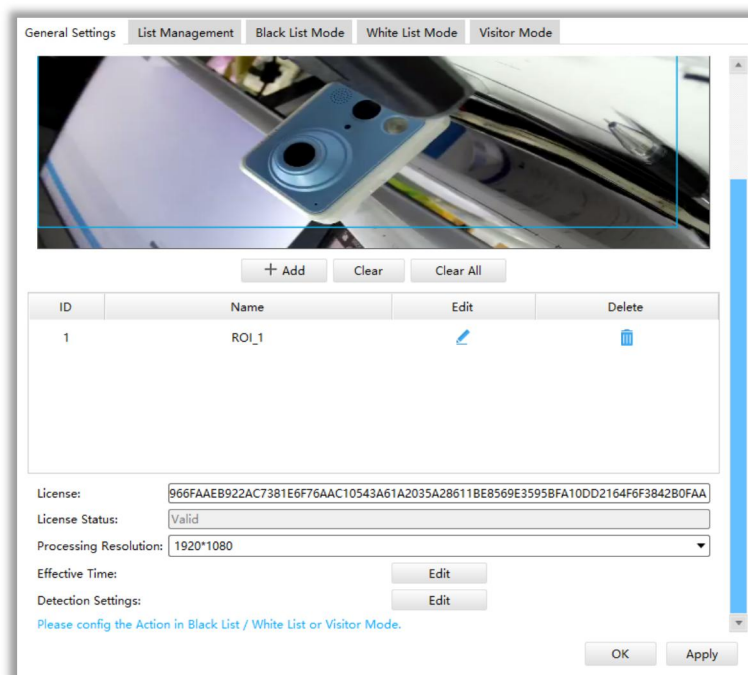 General Settings List Management Black List Mode White List Mode Visitor Mode
+ Add Clear Clear All
ID Name Edit Delete
1 ROI_1
License: 966FAAEB922AC7381E6F76AAC10543A61A2035A28611BE8569E3595BFA10DD2164F6F3842B0FAA
License Status: Valid
Processing Resolution: 1920*1080
Effective Time: Edit
Detection Settings: Edit
Please config the Action in Black List / White List or Visitor Mode.
OK Apply